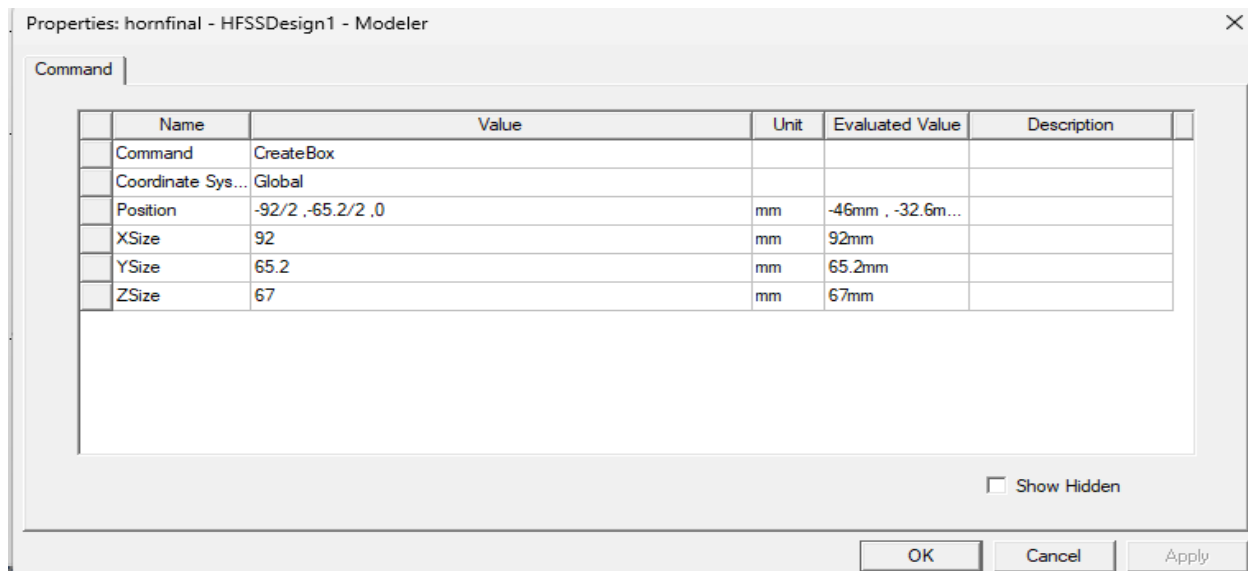 Properties: hornfinal - HFSSDesign1 - Modeler
Command
Name Value Unit Evaluated Value Description
Command CreateBox
Coordinate Sys... Global
Position -92/2 ,-65.2/2 ,0 mm -46mm , -32.6m...
XSize 92 mm 92mm
YSize 65.2 mm 65.2mm
ZSize 67 mm 67mm
Show Hidden
OK Cancel Apply